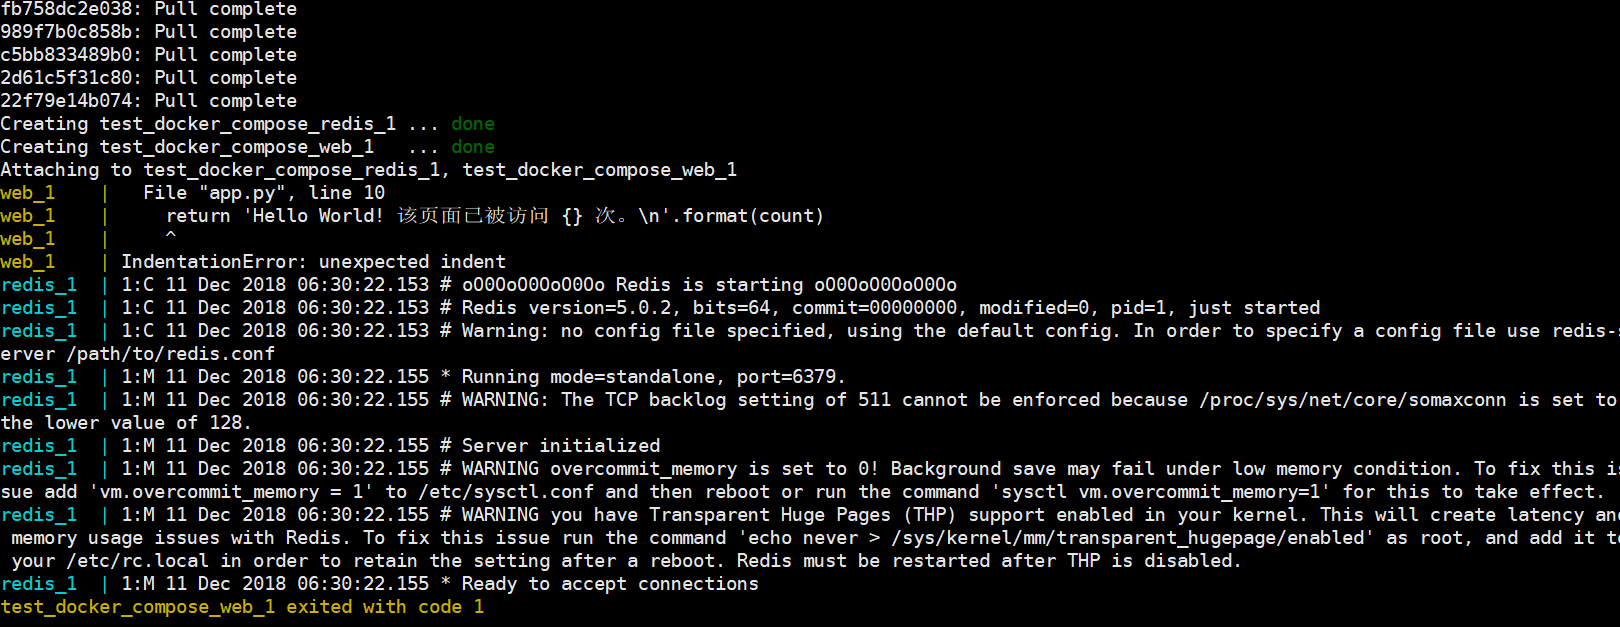 fb758dc2e038: Pull complete
989f7b0c858b: Pull complete
c5bb833489b0: Pull complete
2d61c5f31c80: Pull complete
22f79e14b074: Pull complete
Creating test_docker_compose_redis_1 ... done
Creating test_docker_compose_web_1   ... done
Attaching to test_docker_compose_redis_1, test_docker_compose_web_1
web_1    |   File "app.py", line 10
web_1    |     return 'Hello World! 该页面已被访问 {} 次。\n'.format(count)
web_1    |     ^
web_1    | IndentationError: unexpected indent
redis_1  | 1:C 11 Dec 2018 06:30:22.153 # oO0OoO0OoO0Oo Redis is starting oO0OoO0OoO0Oo
redis_1  | 1:C 11 Dec 2018 06:30:22.153 # Redis version=5.0.2, bits=64, commit=00000000, modified=0, pid=1, just started
redis_1  | 1:C 11 Dec 2018 06:30:22.153 # Warning: no config file specified, using the default config. In order to specify a config file use redis-s
erver /path/to/redis.conf
redis_1  | 1:M 11 Dec 2018 06:30:22.155 * Running mode=standalone, port=6379.
redis_1  | 1:M 11 Dec 2018 06:30:22.155 # WARNING: The TCP backlog setting of 511 cannot be enforced because /proc/sys/net/core/somaxconn is set to
the lower value of 128.
redis_1  | 1:M 11 Dec 2018 06:30:22.155 # Server initialized
redis_1  | 1:M 11 Dec 2018 06:30:22.155 # WARNING overcommit_memory is set to 0! Background save may fail under low memory condition. To fix this is
sue add 'vm.overcommit_memory = 1' to /etc/sysctl.conf and then reboot or run the command 'sysctl vm.overcommit_memory=1' for this to take effect.
redis_1  | 1:M 11 Dec 2018 06:30:22.155 # WARNING you have Transparent Huge Pages (THP) support enabled in your kernel. This will create latency and
 memory usage issues with Redis. To fix this issue run the command 'echo never > /sys/kernel/mm/transparent_hugepage/enabled' as root, and add it to
 your /etc/rc.local in order to retain the setting after a reboot. Redis must be restarted after THP is disabled.
redis_1  | 1:M 11 Dec 2018 06:30:22.155 * Ready to accept connections
test_docker_compose_web_1 exited with code 1